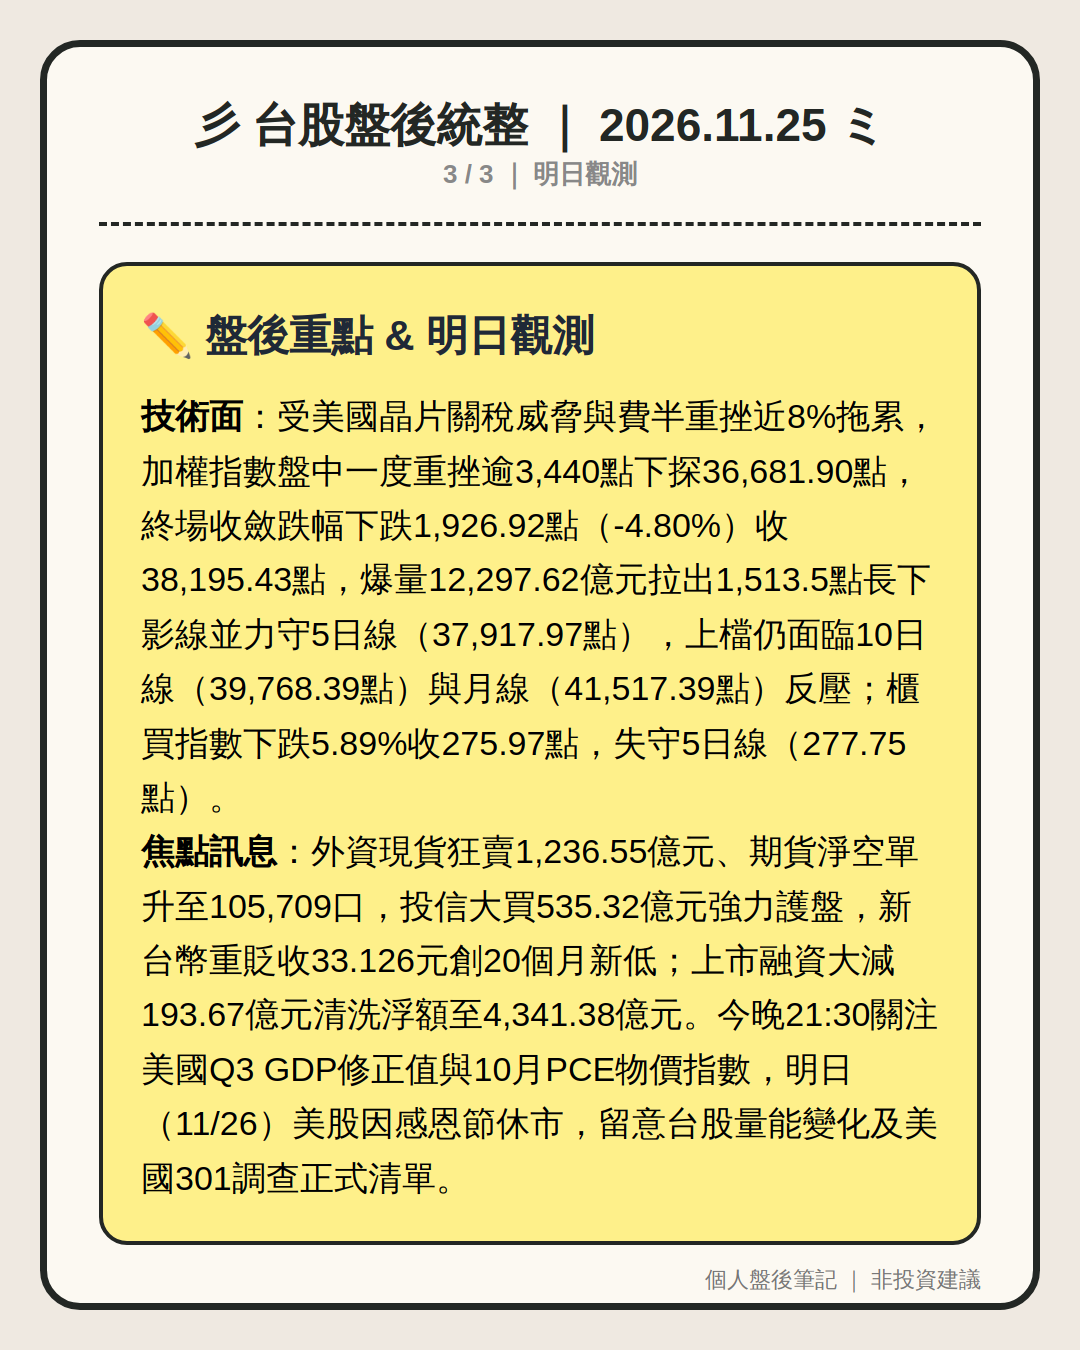 彡 台股盤後統整 ｜ 2026.11.25 ミ
3 / 3 ｜ 明日觀測
✏️ 盤後重點 & 明日觀測
技術面：受美國晶片關稅威脅與費半重挫近8%拖累，
加權指數盤中一度重挫逾3,440點下探36,681.90點，
終場收斂跌幅下跌1,926.92點（-4.80%）收
38,195.43點，爆量12,297.62億元拉出1,513.5點長下
影線並力守5日線（37,917.97點），上檔仍面臨10日
線（39,768.39點）與月線（41,517.39點）反壓；櫃
買指數下跌5.89%收275.97點，失守5日線（277.75
點）。
焦點訊息：外資現貨狂賣1,236.55億元、期貨淨空單
升至105,709口，投信大買535.32億元強力護盤，新
台幣重貶收33.126元創20個月新低；上市融資大減
193.67億元清洗浮額至4,341.38億元。今晚21:30關注
美國Q3 GDP修正值與10月PCE物價指數，明日
（11/26）美股因感恩節休市，留意台股量能變化及美
國301調查正式清單。
個人盤後筆記 ｜ 非投資建議